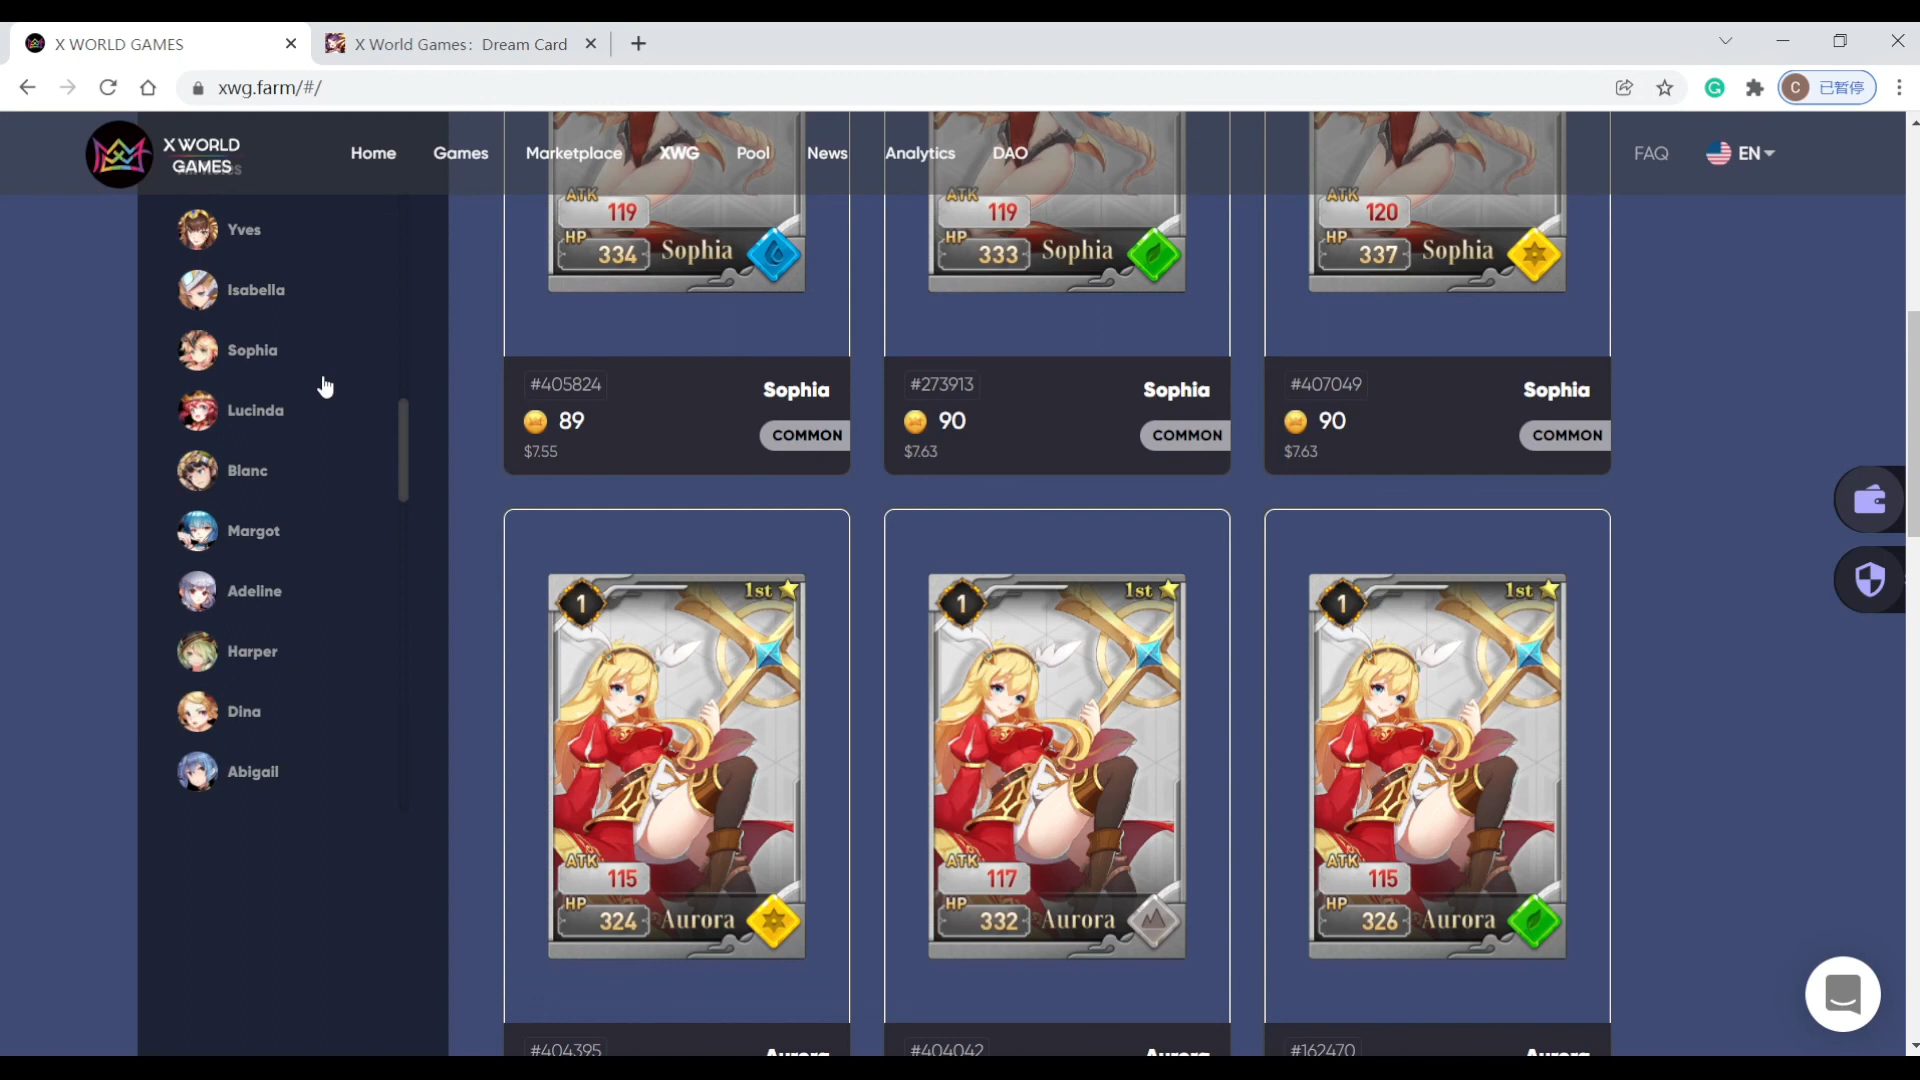 X WORLD GAMES
X World Games: Dream Card
xwg.farm/#/
C 已暂停
X WORLD
GAMES
Home
Games
Marketplace
XWG
Pool
News
Analytics
DAO
FAQ
EN
Yves
Isabella
Sophia
Lucinda
Blanc
Margot
Adeline
Harper
Dina
Abigail
ATK
119
HP
334 Sophia
ATK
119
HP
333 Sophia
ATK
120
HP
337 Sophia
#405824
Sophia
89
COMMON
$7.55
#273913
Sophia
90
COMMON
$7.63
#407049
Sophia
90
COMMON
$7.63
1 1st
ATK
115
HP
324 Aurora
1 1st
ATK
117
HP
332 Aurora
1 1st
ATK
115
HP
326 Aurora
#404395 Aurora
#404042 Aurora
#162470 Aurora